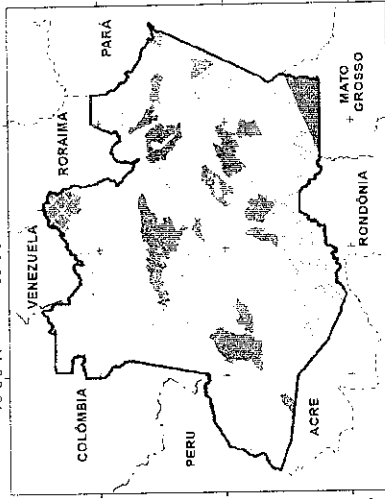 VENEZUELA
COLÔMBIA
RORAIMA
PARÁ
PERU
ACRE
RONDÔNIA
MATO
GROSSO